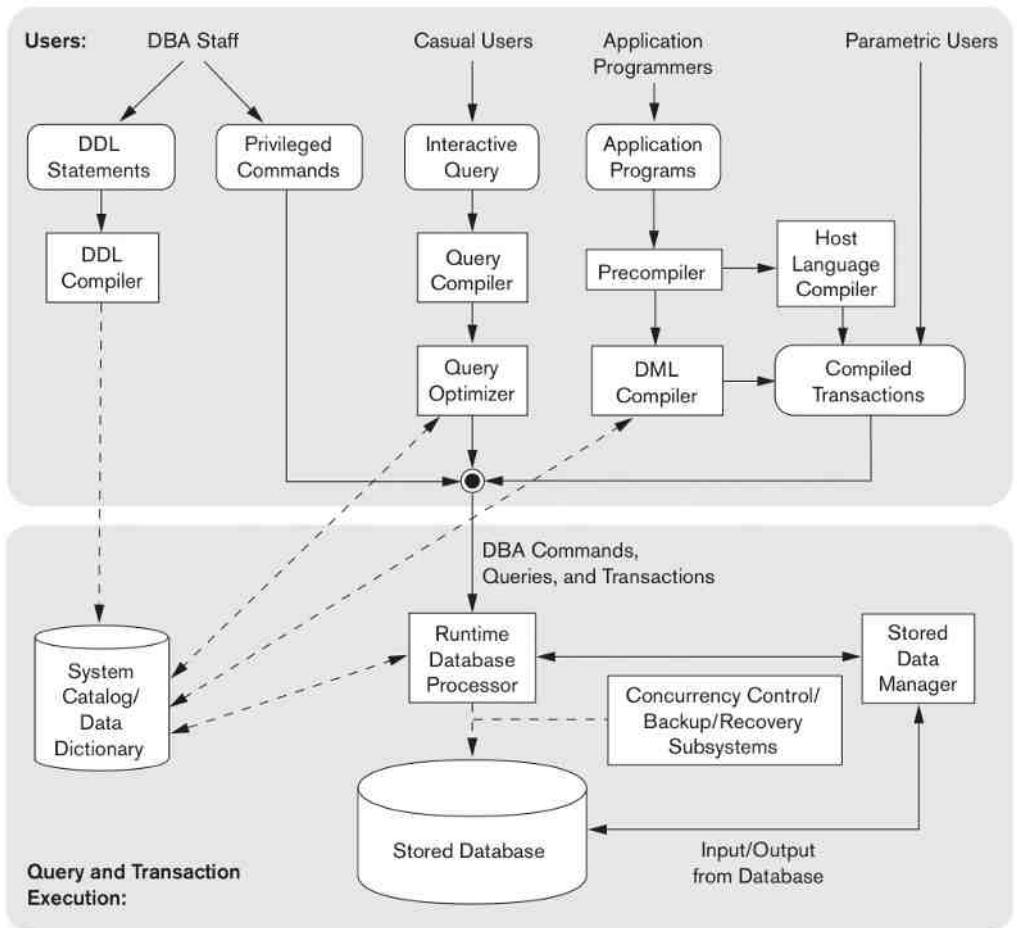 Users:
DBA Staff
Casual Users
Application
Programmers
Parametric Users
DDL
Statements
Privileged
Commands
Interactive
Query
Application
Programs
DDL
Compiler
Query
Compiler
Precompiler
Host
Language
Compiler
Query
Optimizer
DML
Compiler
Compiled
Transactions
DBA Commands,
Queries, and Transactions
System
Catalog/
Data
Dictionary
Runtime
Database
Processor
Stored
Data
Manager
Concurrency Control/
Backup/Recovery
Subsystems
Stored Database
Input/Output
from Database
Query and Transaction
Execution: